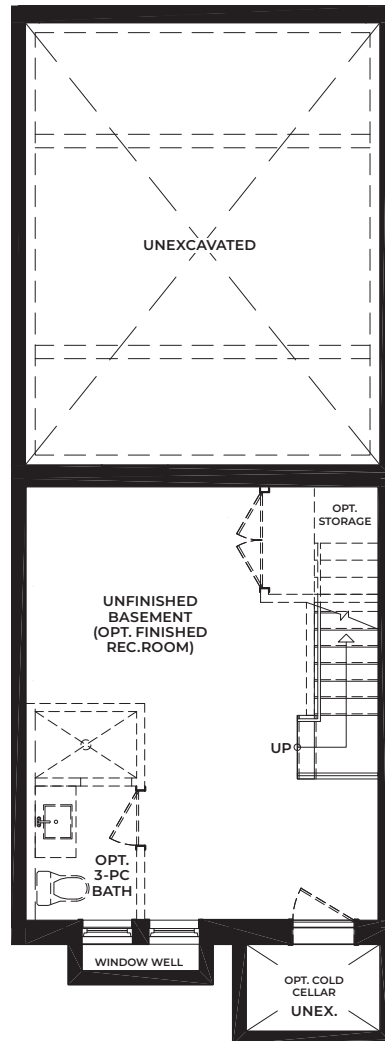 UNEXCAVATED
OPT.
STORAGE
UNFINISHED
BASEMENT
(OPT. FINISHED
REC.ROOM)
UP
OPT.
3-PC
BATH
WINDOW WELL
OPT. COLD
CELLAR
UNEX.